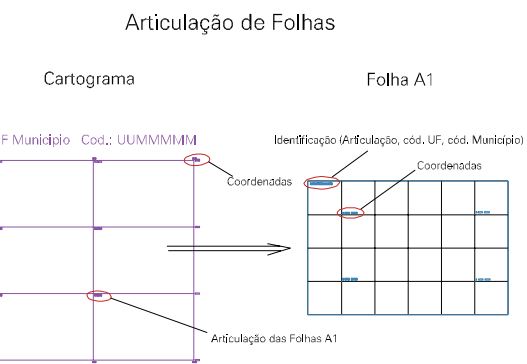 Articulação de Folhas
Cartograma
Folha A1
F Municipio Cod.: UUMMMMM
Identificação (Articulação, cód. UF, cód. Município)
Coordenadas
Coordenadas
Articulação das Folhas A1